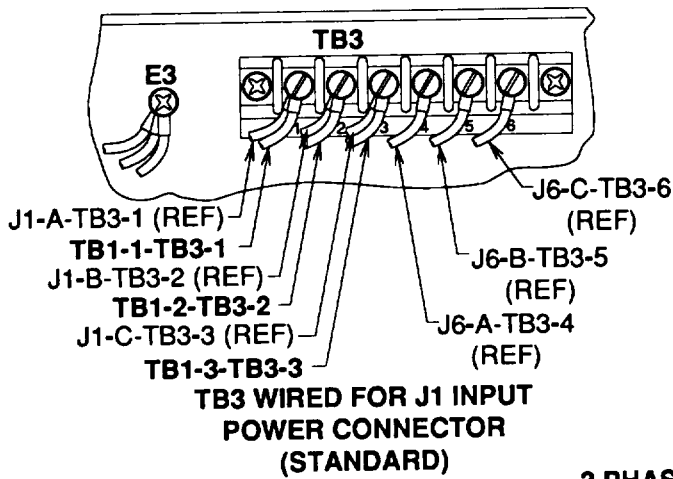 TB3
E3
1 2 3 4 5 6
J1-A-TB3-1 (REF)
TB1-1-TB3-1
J1-B-TB3-2 (REF)
TB1-2-TB3-2
J1-C-TB3-3 (REF)
TB1-3-TB3-3
J6-C-TB3-6
(REF)
J6-B-TB3-5
(REF)
J6-A-TB3-4
(REF)
TB3 WIRED FOR J1 INPUT
POWER CONNECTOR
(STANDARD)